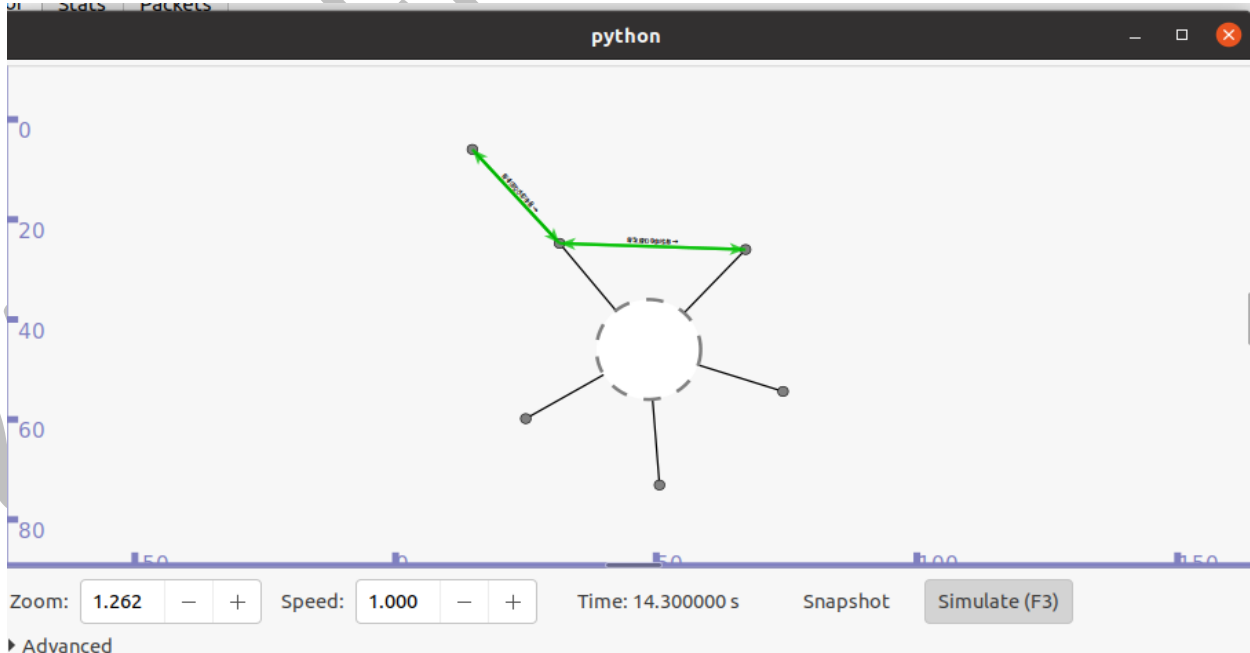 Stats Packets
python
0
20
40
60
80
50 0 50 100 150
Zoom: 1.262 − + Speed: 1.000 − + Time: 14.300000 s Snapshot Simulate (F3)
Advanced